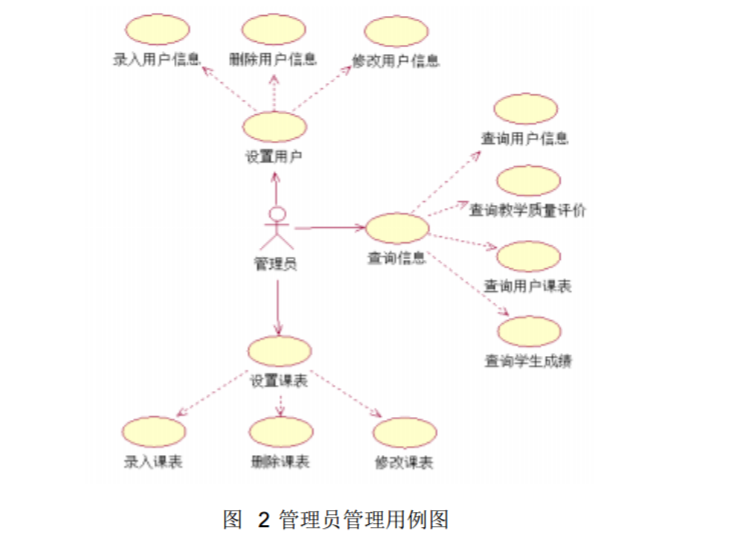 录入用户信息 删除用户信息 修改用户信息
设置用户
查询用户信息
查询教学质量评价
查询信息
管理员
查询用户课表
查询学生成绩
设置课表
录入课表 删除课表 修改课表
图 2 管理员管理用例图